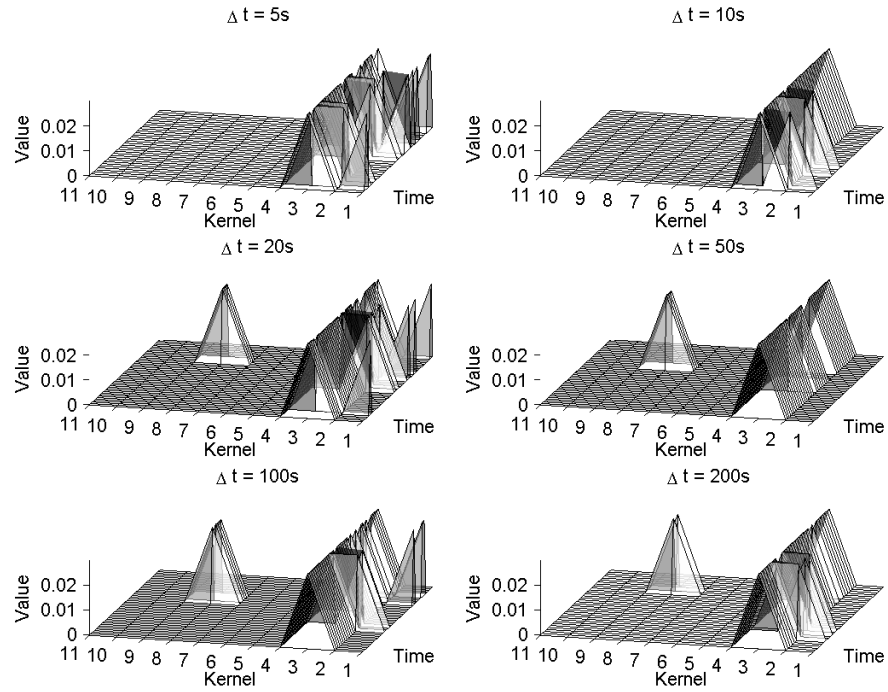 Δ t = 5s
Value
0.02
0.01
0
11 10 9 8 7 6 5 4 3 2 1
Kernel
Time
Δ t = 10s
Value
0.02
0.01
0
11 10 9 8 7 6 5 4 3 2 1
Kernel
Time
Δ t = 20s
Value
0.02
0.01
0
11 10 9 8 7 6 5 4 3 2 1
Kernel
Time
Δ t = 50s
Value
0.02
0.01
0
11 10 9 8 7 6 5 4 3 2 1
Kernel
Time
Δ t = 100s
Value
0.02
0.01
0
11 10 9 8 7 6 5 4 3 2 1
Kernel
Time
Δ t = 200s
Value
0.02
0.01
0
11 10 9 8 7 6 5 4 3 2 1
Kernel
Time